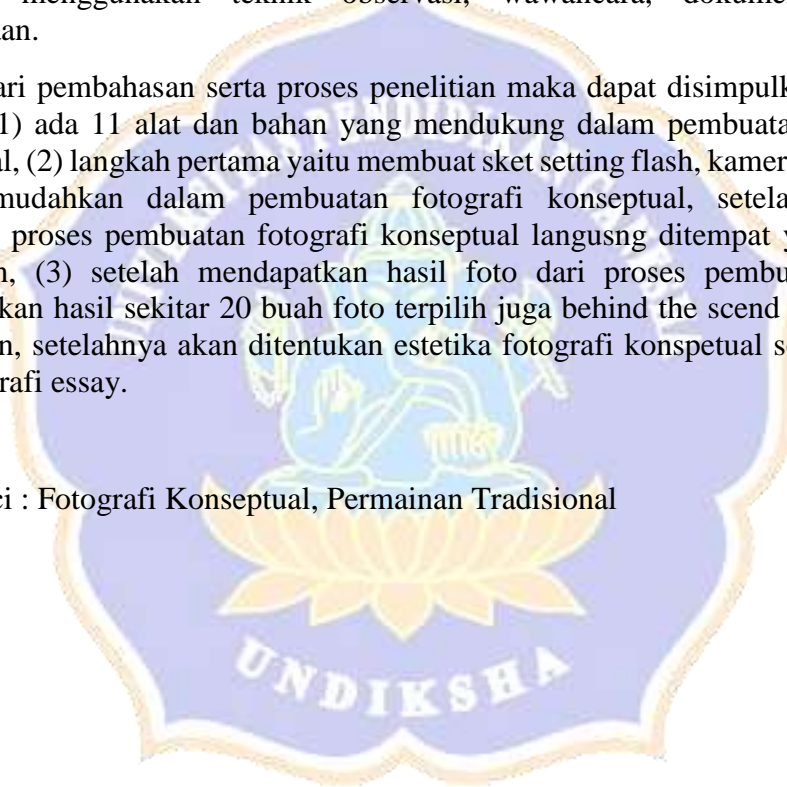 menggunakan teknik observasi, wawancara, dokume
an.
ari pembahasan serta proses penelitian maka dapat disimpulk
1) ada 11 alat dan bahan yang mendukung dalam pembuata
al, (2) langkah pertama yaitu membuat sket setting flash, kamer
mudahkan dalam pembuatan fotografi konseptual, setela
proses pembuatan fotografi konseptual langusng ditempat y
n, (3) setelah mendapatkan hasil foto dari proses pembu
kan hasil sekitar 20 buah foto terpilih juga behind the scend
n, setelahnya akan ditentukan estetika fotografi konspetual s
rafi essay.
ci : Fotografi Konseptual, Permainan Tradisional
UNDIKSHA